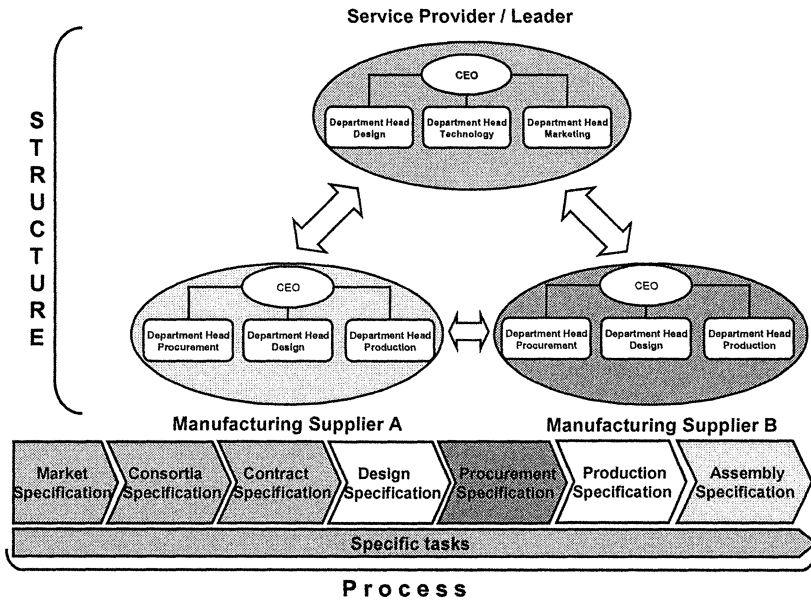 Service Provider / Leader
STRUCTURE
CEO
Department Head
Design
Department Head
Technology
Department Head
Marketing
CEO
Department Head
Procurement
Department Head
Design
Department Head
Production
CEO
Department Head
Procurement
Department Head
Design
Department Head
Production
Manufacturing Supplier A
Manufacturing Supplier B
Market
Specification
Consortia
Specification
Contract
Specification
Design
Specification
Procurement
Specification
Production
Specification
Assembly
Specification
Specific tasks
Process